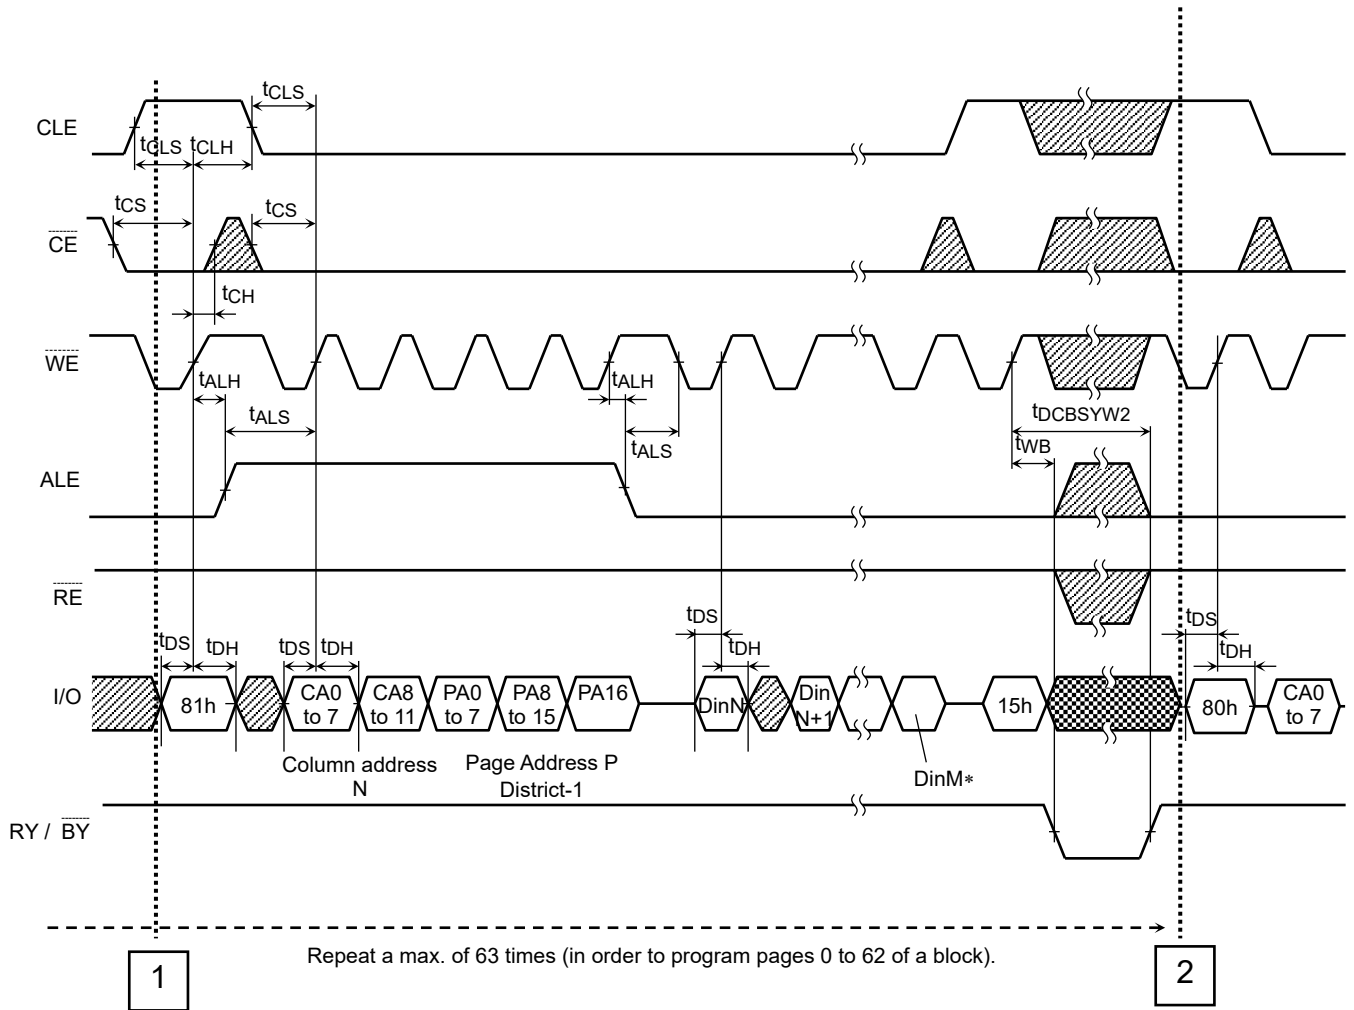 tCLS
CLE
tCLS
tCLH
tCS
tCS
CE
tCH
WE
tALH
tALH
tALS
tALS
tDCBSYW2
tWB
ALE
RE
tDS
tDH
tDS
tDH
tDS
tDH
tDS
tDH
I/O
81h
CA0 to 7
CA8 to 11
PA0 to 7
PA8 to 15
PA16
DinN
Din N+1
15h
80h
CA0 to 7
Column address N
Page Address P District-1
DinM*
RY / BY
Repeat a max. of 63 times (in order to program pages 0 to 62 of a block).
1
2